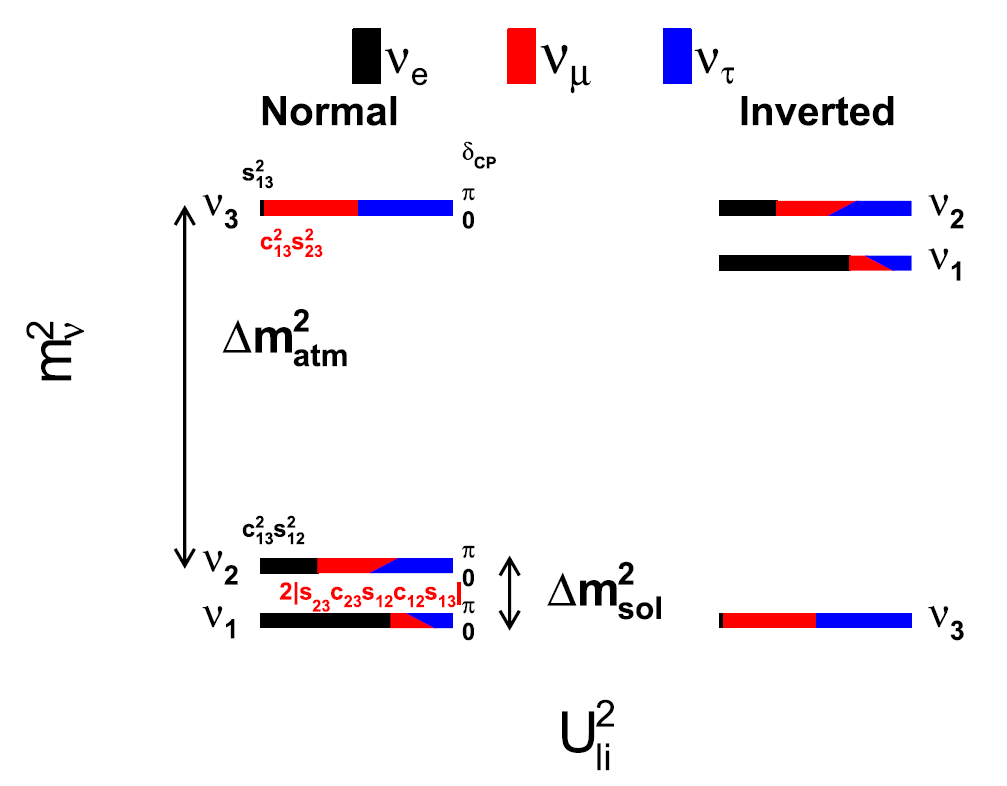 νe νμ ντ
Normal Inverted
δCP
s²13
ν3 π ν2
0
c²13s²23
ν1
Δm²atm
m²ν
c²13s²12
ν2 π
0
Δm²sol
2|s23c23s12c12s13|
ν1 π ν3
0
U²li